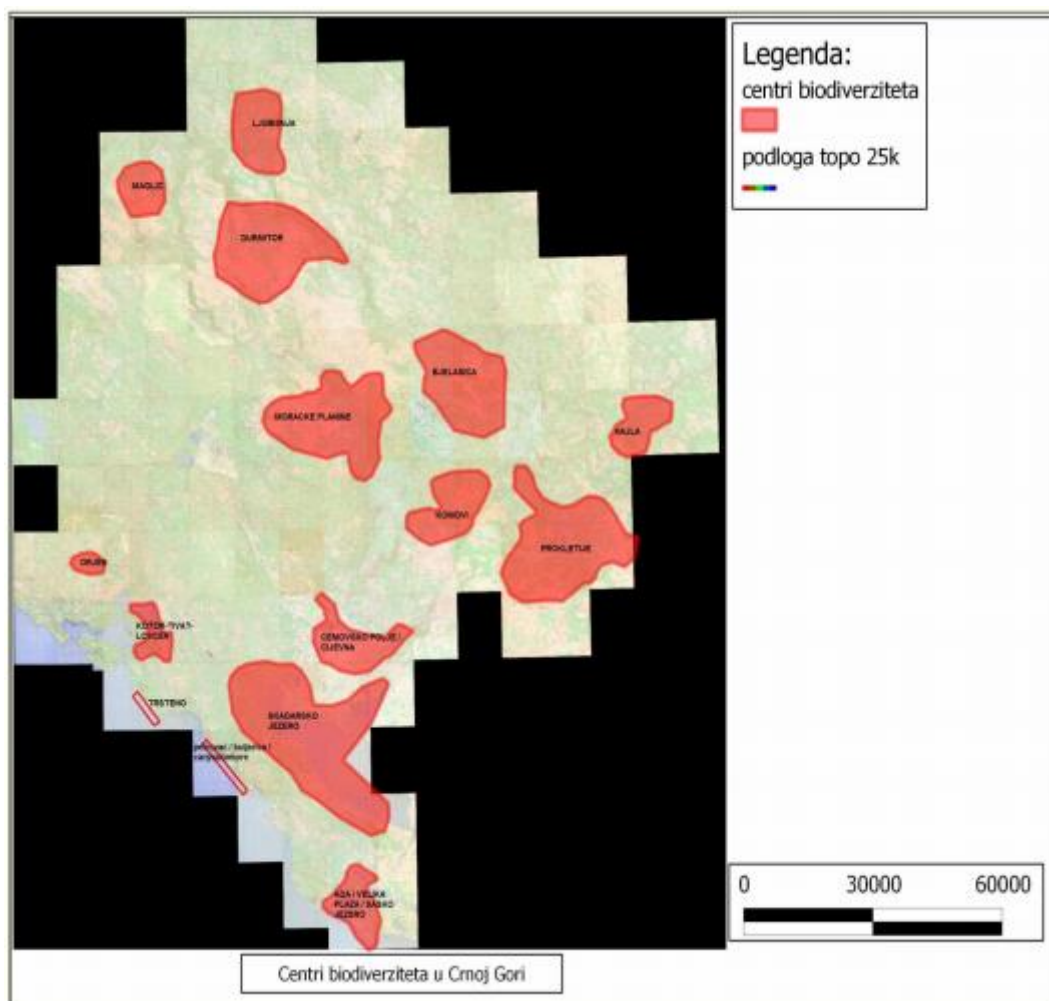 Legenda:
centri biodiverziteta
podloga topo 25k
LJUBISNJA
MAGLIC
DURMITOR
BJELASICA
MORACKE PLANINE
HAJLA
KOMOVI
PROKLETIJE
ORJEN
KOTOR-TIVAT-
LOVCEN
CEMOVSKO POLJE /
CIJEVNA
TRSTENO
SKADARSKO
JEZERO
ADA I VELIKA
PLAZA / SASKO
JEZERO
0 30000 60000
Centri biodiverziteta u Crnoj Gori